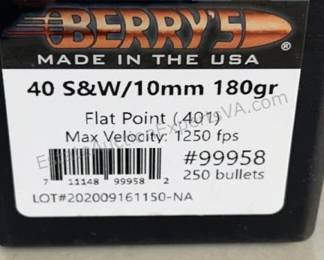 BERRY'S®
MADE IN THE USA
40 S&W/10mm 180gr
Flat Point (.401)
Max Velocity: 1250 fps
#99958
250 bullets
7 11148 99958 2
LOT#202009161150-NA